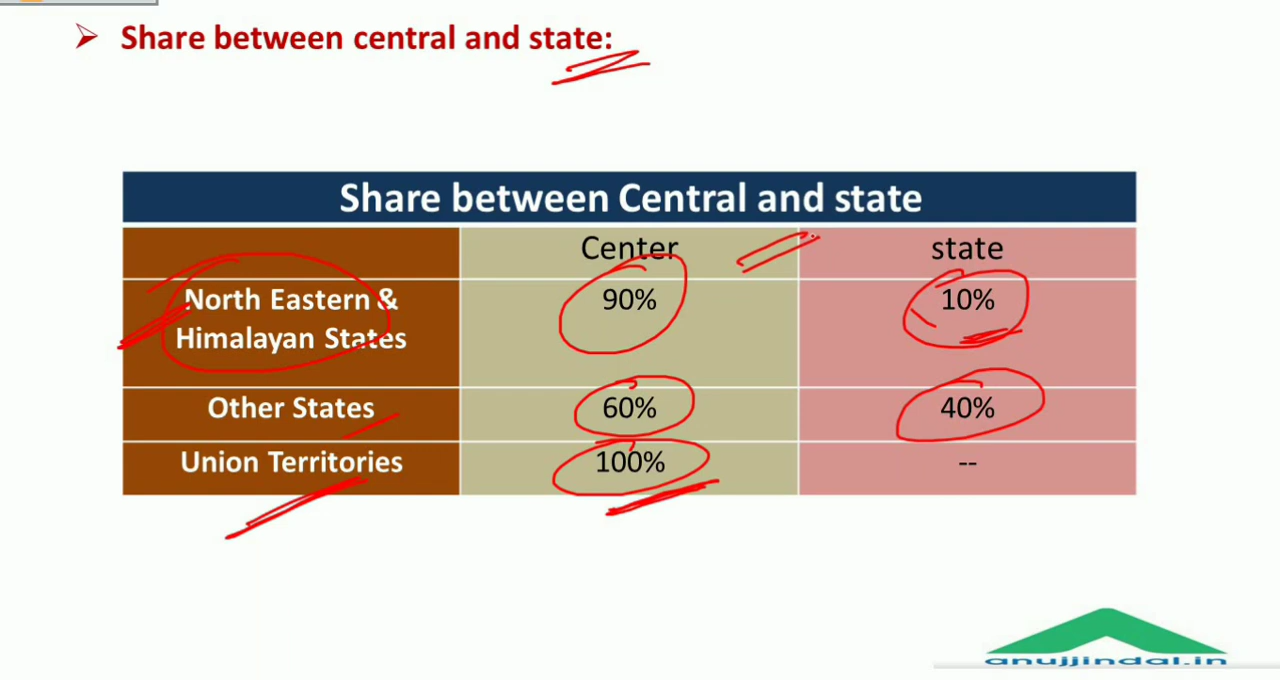 Share between central and state:
Share between Central and state
Center state
North Eastern & 90% 10%
Himalayan States
Other States 60% 40%
Union Territories 100% --
anujjindal.in